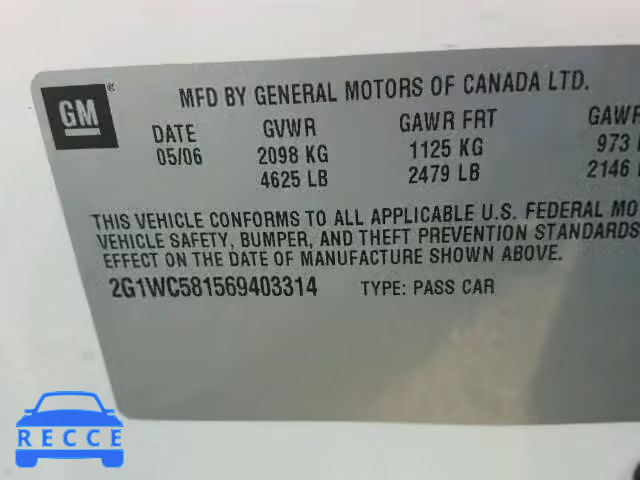 GM®
MFD BY GENERAL MOTORS OF CANADA LTD.
DATE GVWR GAWR FRT GAWR
05/06 2098 KG 1125 KG 973
4625 LB 2479 LB 2146
THIS VEHICLE CONFORMS TO ALL APPLICABLE U.S. FEDERAL
VEHICLE SAFETY, BUMPER, AND THEFT PREVENTION STANDARDS
EFFECT ON THE DATE OF MANUFACTURE SHOWN ABOVE.
2G1WC581569403314 TYPE: PASS CAR
RECCE